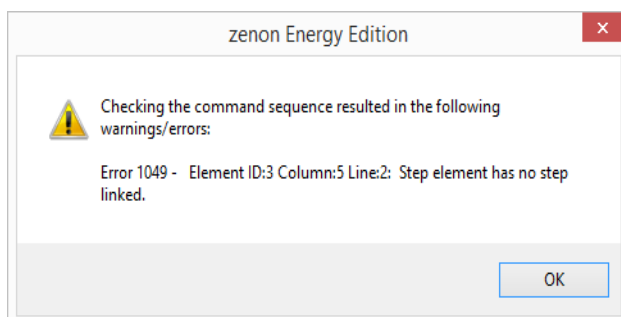 zenon Energy Edition
Checking the command sequence resulted in the following
warnings/errors:
Error 1049 -   Element ID:3 Column:5 Line:2:  Step element has no step
linked.
OK